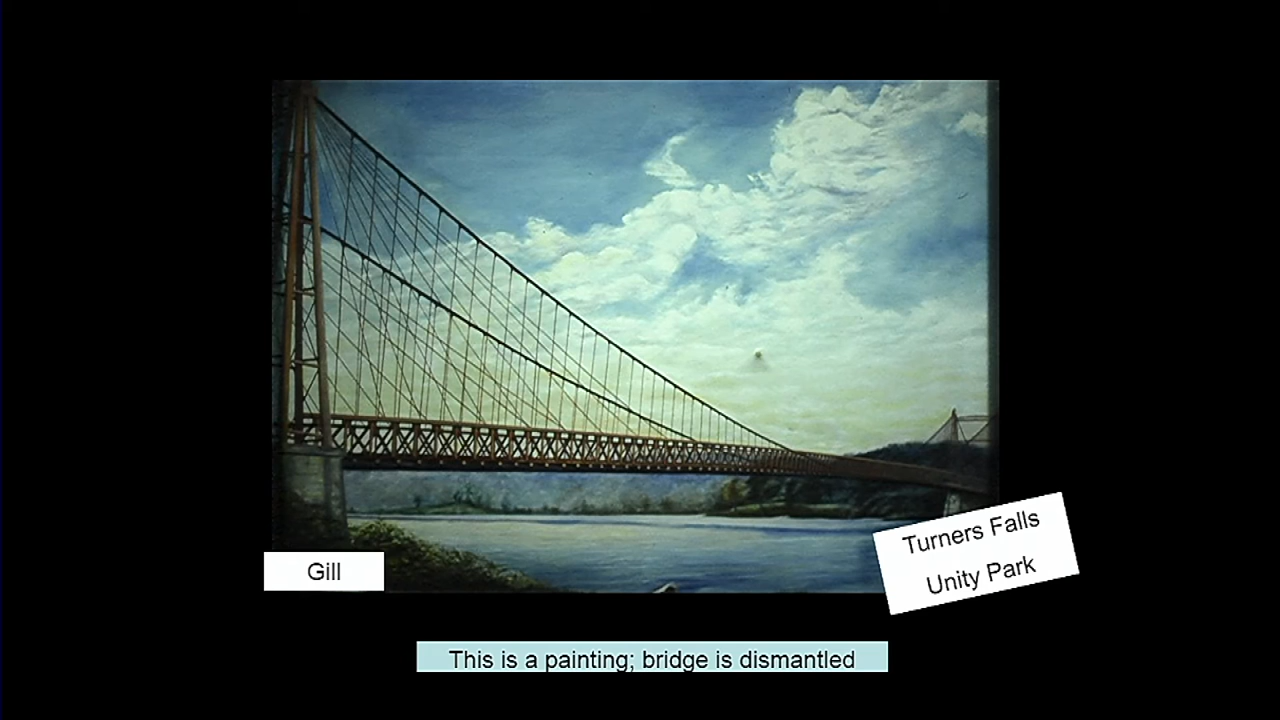 Gill
Turners Falls
Unity Park
This is a painting; bridge is dismantled